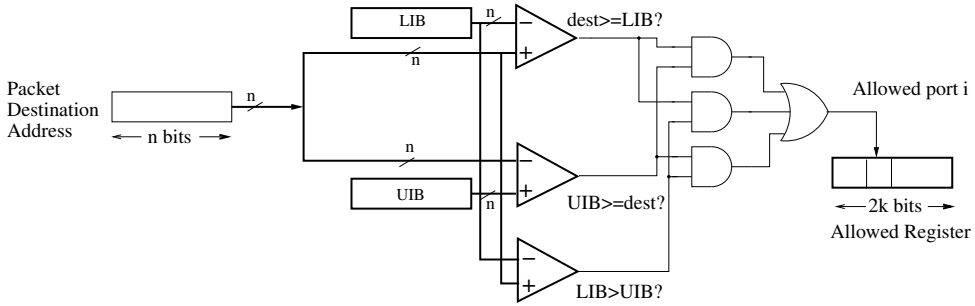 LIB
n
dest>=LIB?
−
+
n
Packet
Destination
Address
n
n bits
Allowed port i
n
−
+
UIB
n
UIB>=dest?
2k bits
Allowed Register
−
+
LIB>UIB?